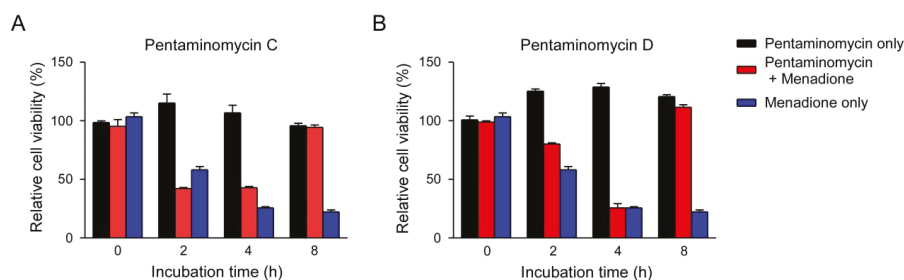 A
Pentaminomycin C
Relative cell viability (%)
150
100
50
0
0 2 4 8
Incubation time (h)
B
Pentaminomycin D
Relative cell viability (%)
150
100
50
0
0 2 4 8
Incubation time (h)
Pentaminomycin only
Pentaminomycin
+ Menadione
Menadione only